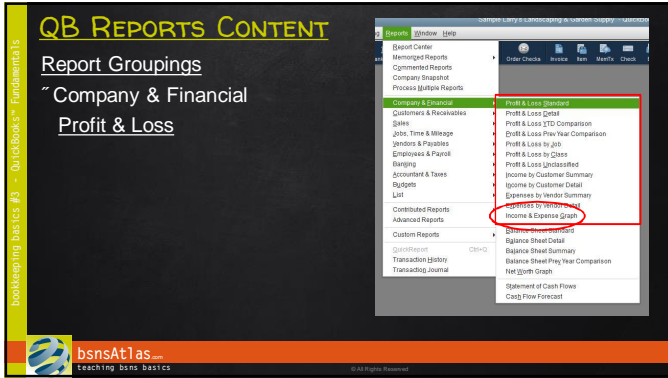 QB REPORTS CONTENT
Report Groupings
˝ Company & Financial
Profit & Loss
bookkeeping basics #3 - QuickBooks™ Fundamentals
Sample Larry's Landscaping & Garden Supply - QuickBoo
Reports Window Help
Order Checks Invoice Item MemTx Check
Report Center
Memorized Reports
Commented Reports
Company Snapshot
Process Multiple Reports
Company & Financial
Customers & Receivables
Sales
Jobs, Time & Mileage
Vendors & Payables
Employees & Payroll
Banking
Accountant & Taxes
Budgets
List
Contributed Reports
Advanced Reports
Custom Reports
QuickReport Ctrl+Q
Transaction History
Transaction Journal
Profit & Loss Standard
Profit & Loss Detail
Profit & Loss YTD Comparison
Profit & Loss Prev Year Comparison
Profit & Loss by Job
Profit & Loss by Class
Profit & Loss Unclassified
Income by Customer Summary
Income by Customer Detail
Expenses by Vendor Summary
Expenses by Vendor Detail
Income & Expense Graph
Balance Sheet Standard
Balance Sheet Detail
Balance Sheet Summary
Balance Sheet Prev Year Comparison
Net Worth Graph
Statement of Cash Flows
Cash Flow Forecast
bsnsAtlas.com
teaching bsns basics
© All Rights Reserved